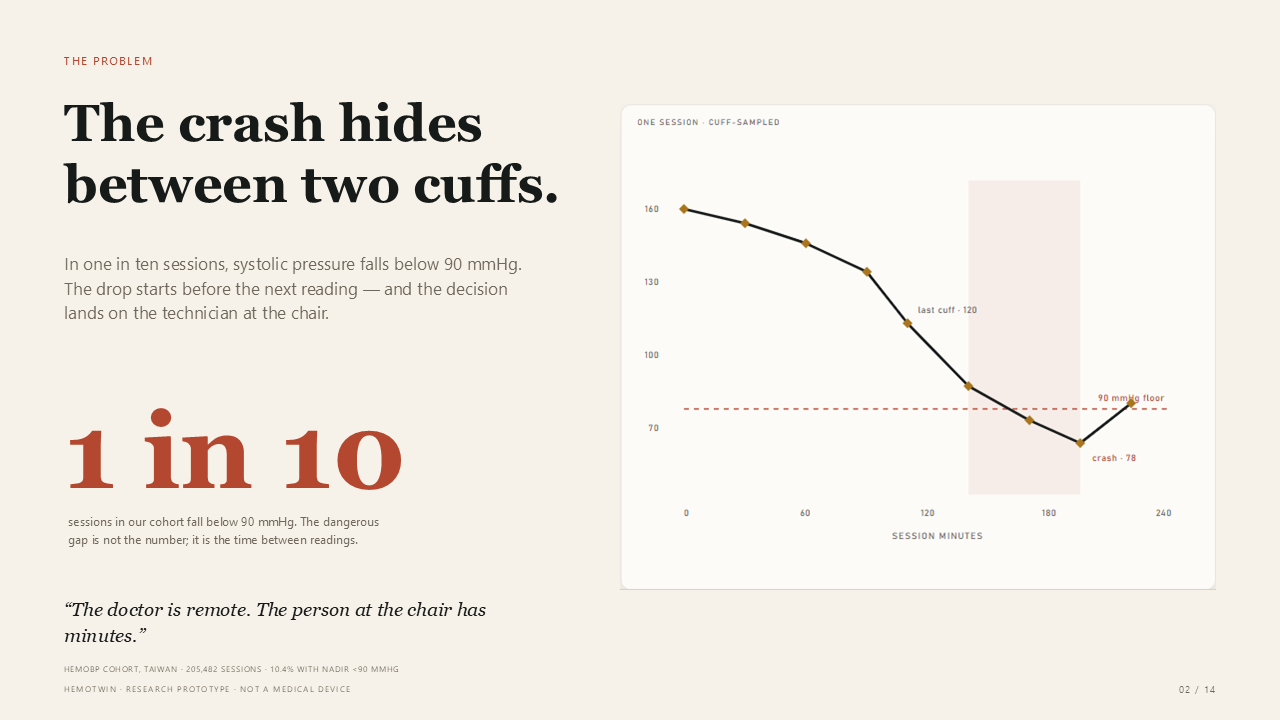 THE PROBLEM
The crash hides
between two cuffs.
In one in ten sessions, systolic pressure falls below 90 mmHg.
The drop starts before the next reading — and the decision
lands on the technician at the chair.
1 in 10
sessions in our cohort fall below 90 mmHg. The dangerous
gap is not the number; it is the time between readings.
“The doctor is remote. The person at the chair has
minutes.”
HEMOBP COHORT, TAIWAN · 205,482 SESSIONS · 10.4% WITH NADIR <90 MMHG
HEMOTWIN · RESEARCH PROTOTYPE · NOT A MEDICAL DEVICE
ONE SESSION · CUFF-SAMPLED
160
130
100
70
last cuff · 120
90 mmHg floor
crash · 78
0 60 120 180 240
SESSION MINUTES
02 / 14